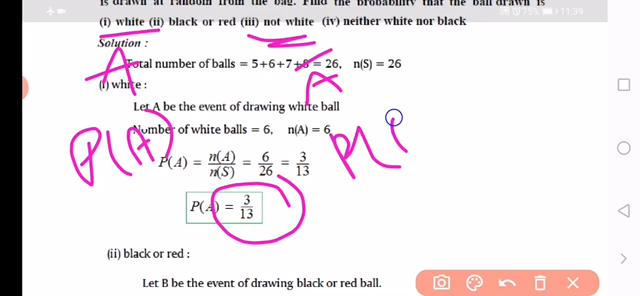 is drawn at random from the bag. Find the probability that the ball drawn is
(i) white (ii) black or red (iii) not white (iv) neither white nor black
75% 11:39
Solution :
A
Total number of balls = 5+6+7+8 = 26, n(S) = 26
A
(i) white :
Let A be the event of drawing white ball
Number of white balls = 6, n(A) = 6
P(A)
P(
P(A) = n(A)/n(S) = 6/26 = 3/13
P(A) = 3/13
(ii) black or red :
Let B be the event of drawing black or red ball.